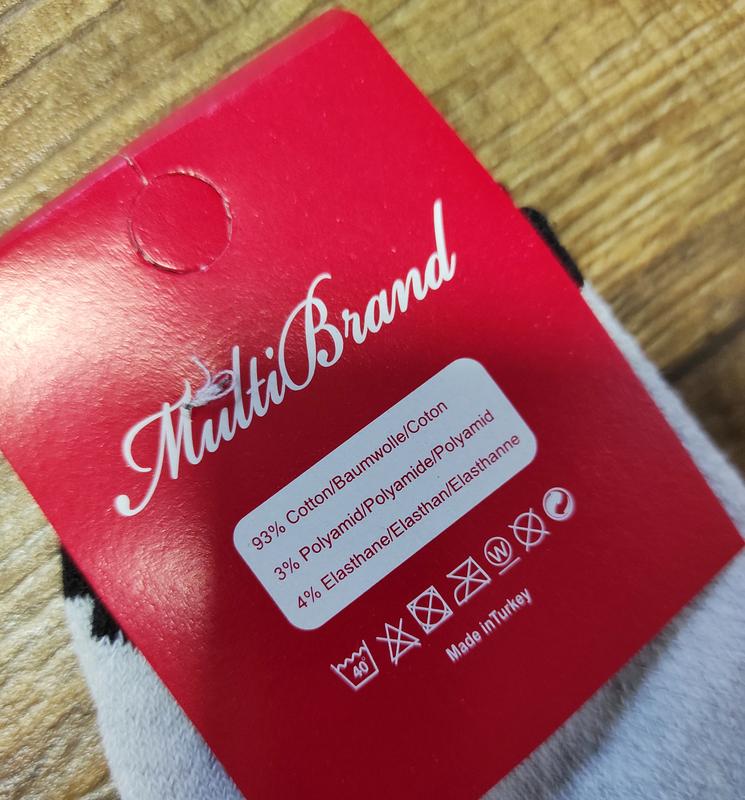 MultiBrand
93% Cotton/Baumwolle/Coton
3% Polyamid/Polyamide/Polyamid
4% Elasthane/Elasthan/Elasthanne
40° W
Made inTurkey